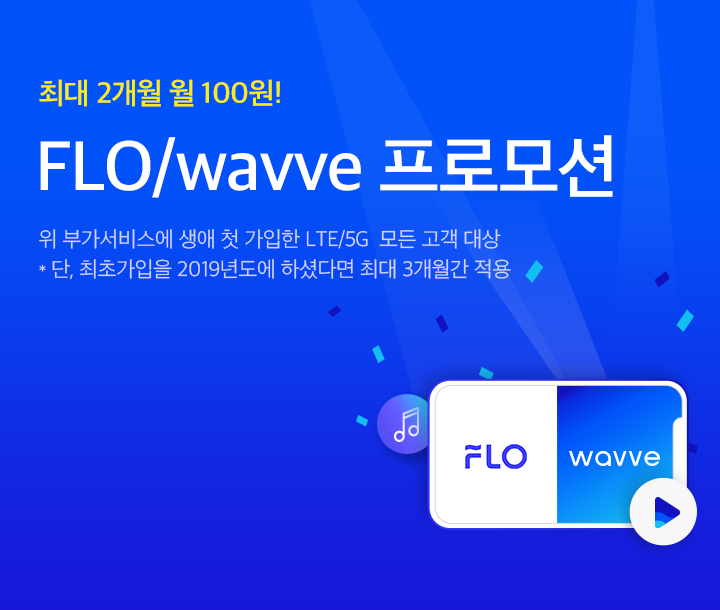 최대 2개월 월 100원!
FLO/wavve 프로모션
위 부가서비스에 생애 첫 가입한 LTE/5G 모든 고객 대상
* 단, 최초가입을 2019년도에 하셨다면 최대 3개월간 적용
FLO
wavve